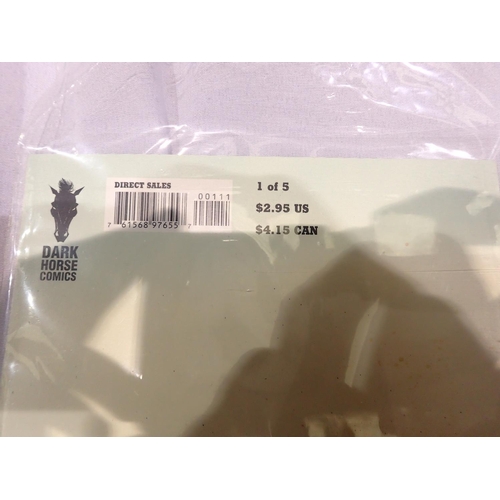 DIRECT SALES
00111
7 61568 97655 7
1 of 5
$2.95 US
$4.15 CAN
DARK
HORSE
COMICS